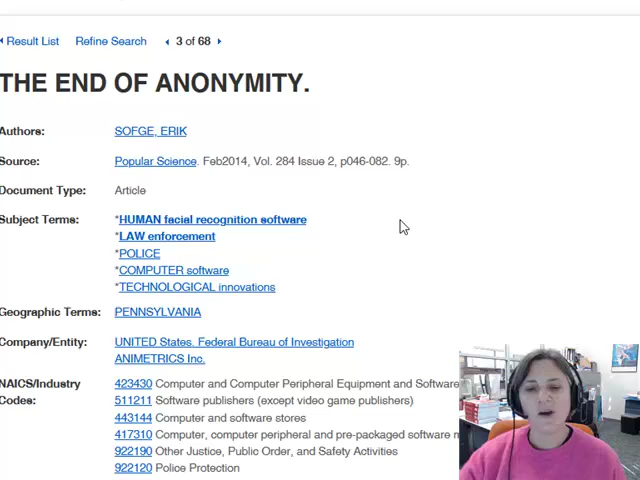 Result List Refine Search 3 of 68
THE END OF ANONYMITY.
Authors: SOFGE, ERIK
Source: Popular Science. Feb2014, Vol. 284 Issue 2, p046-082. 9p.
Document Type: Article
Subject Terms: *HUMAN facial recognition software
*LAW enforcement
*POLICE
*COMPUTER software
*TECHNOLOGICAL innovations
Geographic Terms: PENNSYLVANIA
Company/Entity: UNITED States. Federal Bureau of Investigation
ANIMETRICS Inc.
NAICS/Industry 423430 Computer and Computer Peripheral Equipment and Software
Codes: 511211 Software publishers (except video game publishers)
443144 Computer and software stores
417310 Computer, computer peripheral and pre-packaged software
922190 Other Justice, Public Order, and Safety Activities
922120 Police Protection